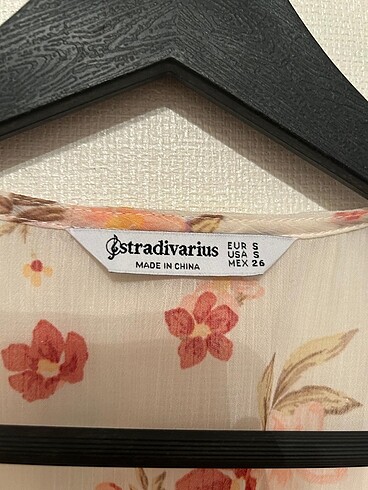 stradivarius
MADE IN CHINA
EUR S
USA S
MEX 26